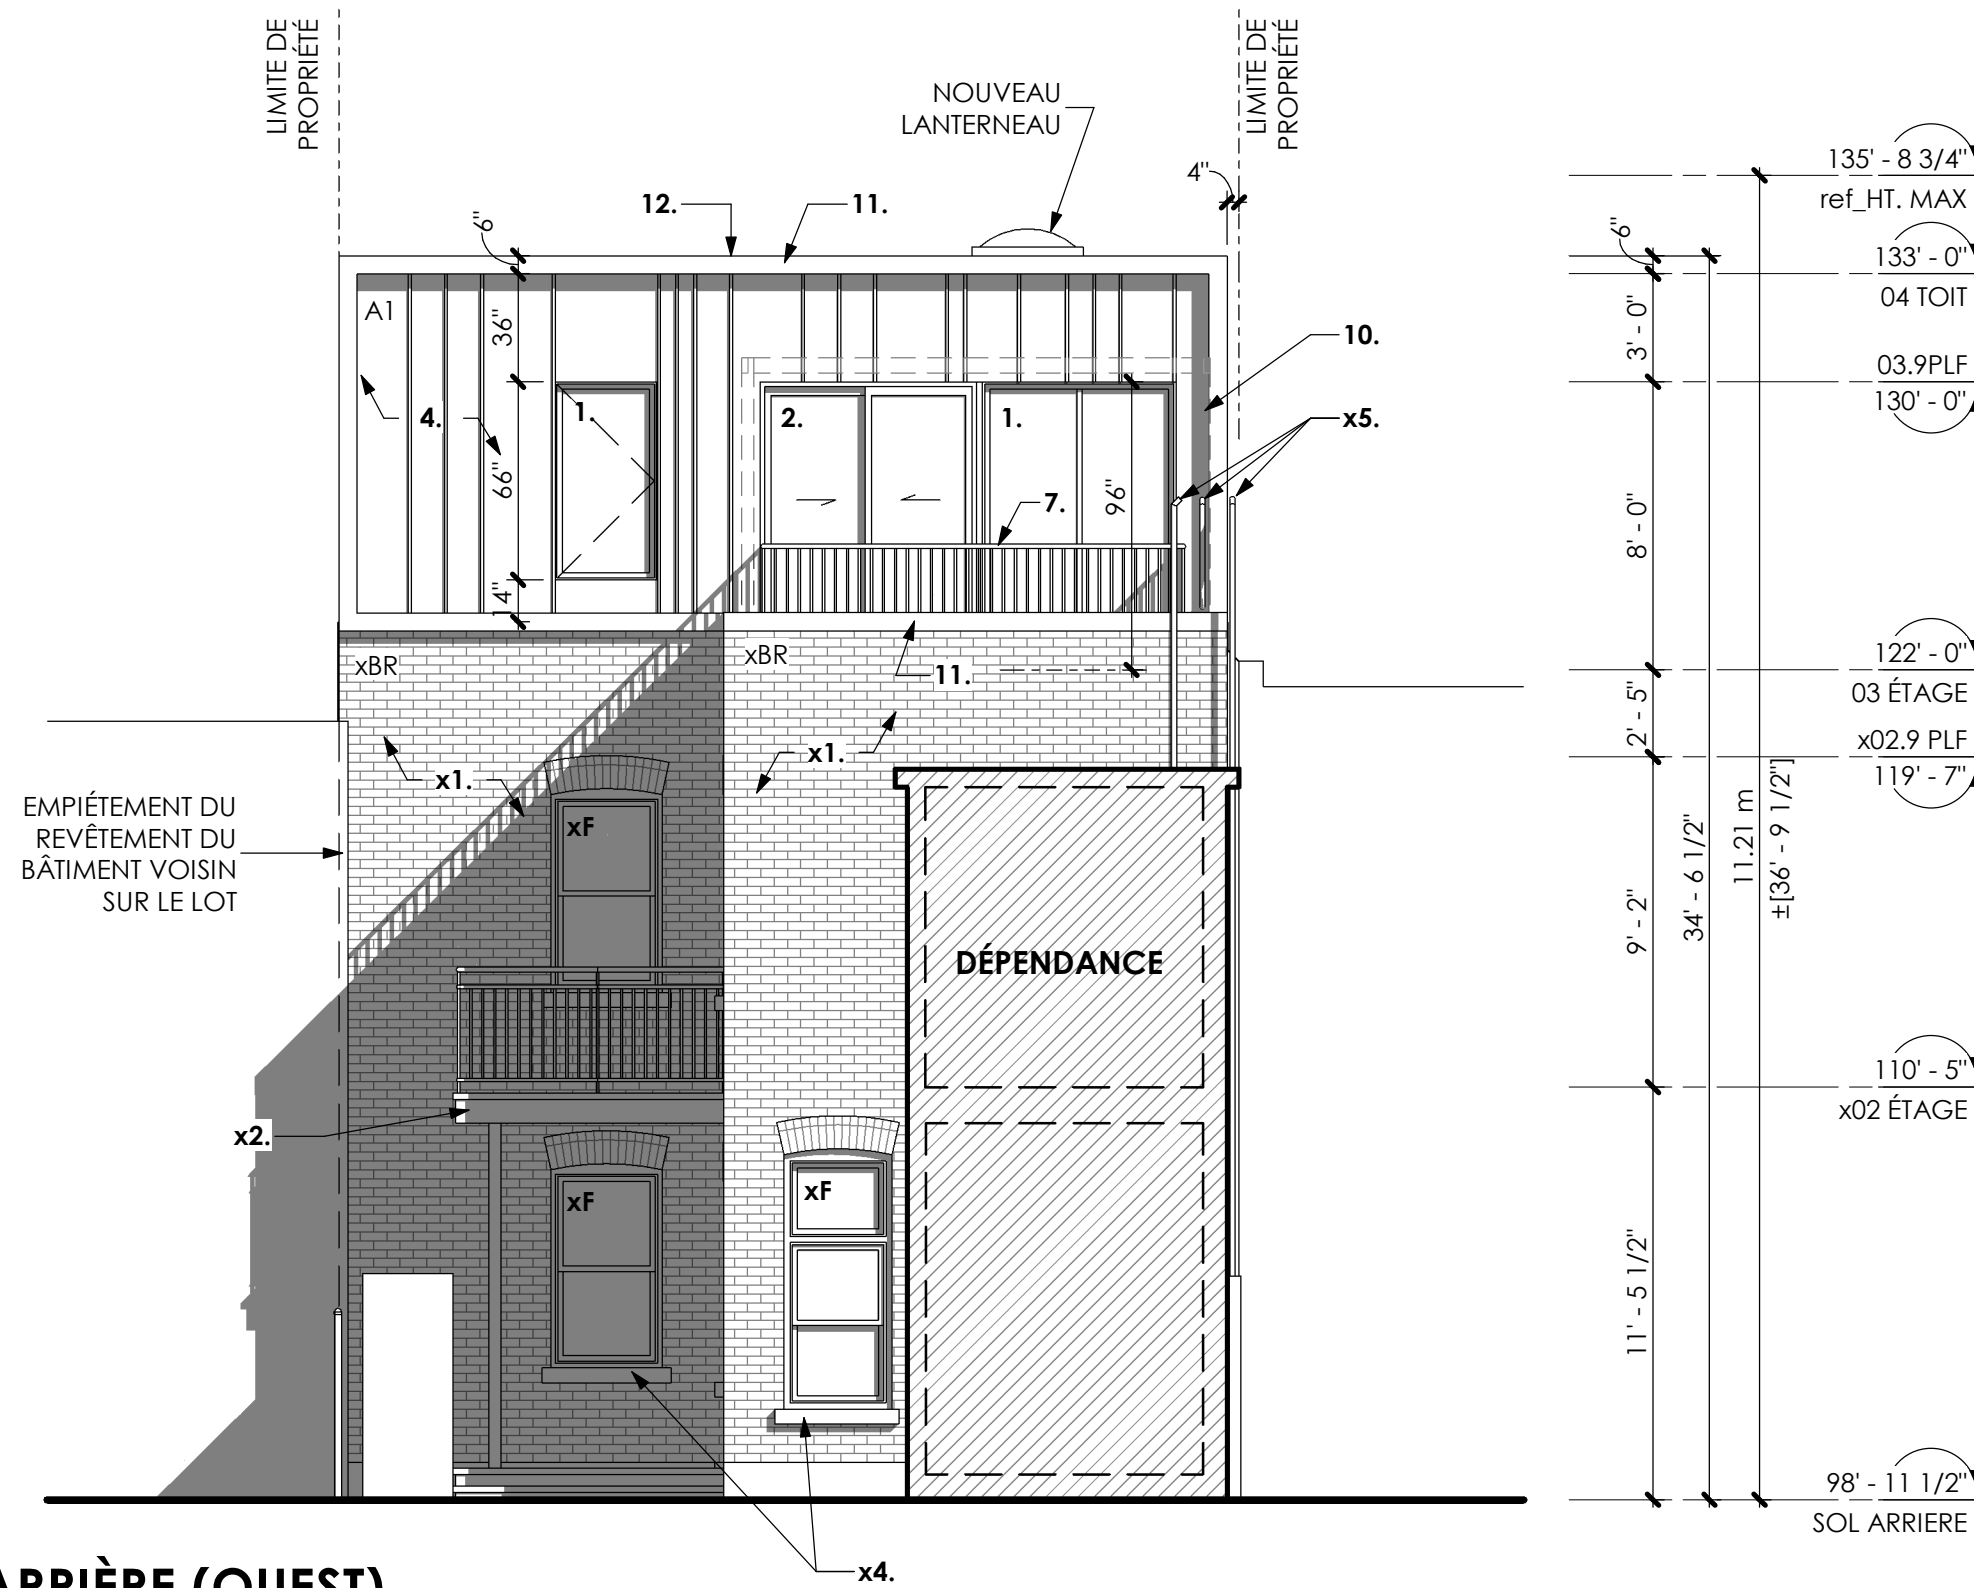 LIMITE DE
PROPRIÉTÉ
LIMITE DE
PROPRIÉTÉ
NOUVEAU
LANTERNEAU
4"
12.
11.
6"
A1
36"
4.
1.
66"
14"
2.
1.
96"
7.
10.
x5.
xBR
xBR
11.
x1.
x1.
EMPIÉTEMENT DU
REVÊTEMENT DU
BÂTIMENT VOISIN
SUR LE LOT
xF
DÉPENDANCE
x2.
xF
xF
x4.
135' - 8 3/4"
ref_HT. MAX
6"
133' - 0"
04 TOIT
3' - 0"
03.9PLF
130' - 0"
8' - 0"
122' - 0"
03 ÉTAGE
2' - 5"
x02.9 PLF
119' - 7"
9' - 2"
34' - 6 1/2"
11.21 m
±[36' - 9 1/2"]
110' - 5"
x02 ÉTAGE
11' - 5 1/2"
98' - 11 1/2"
SOL ARRIERE
ARRIÈRE (OUEST)